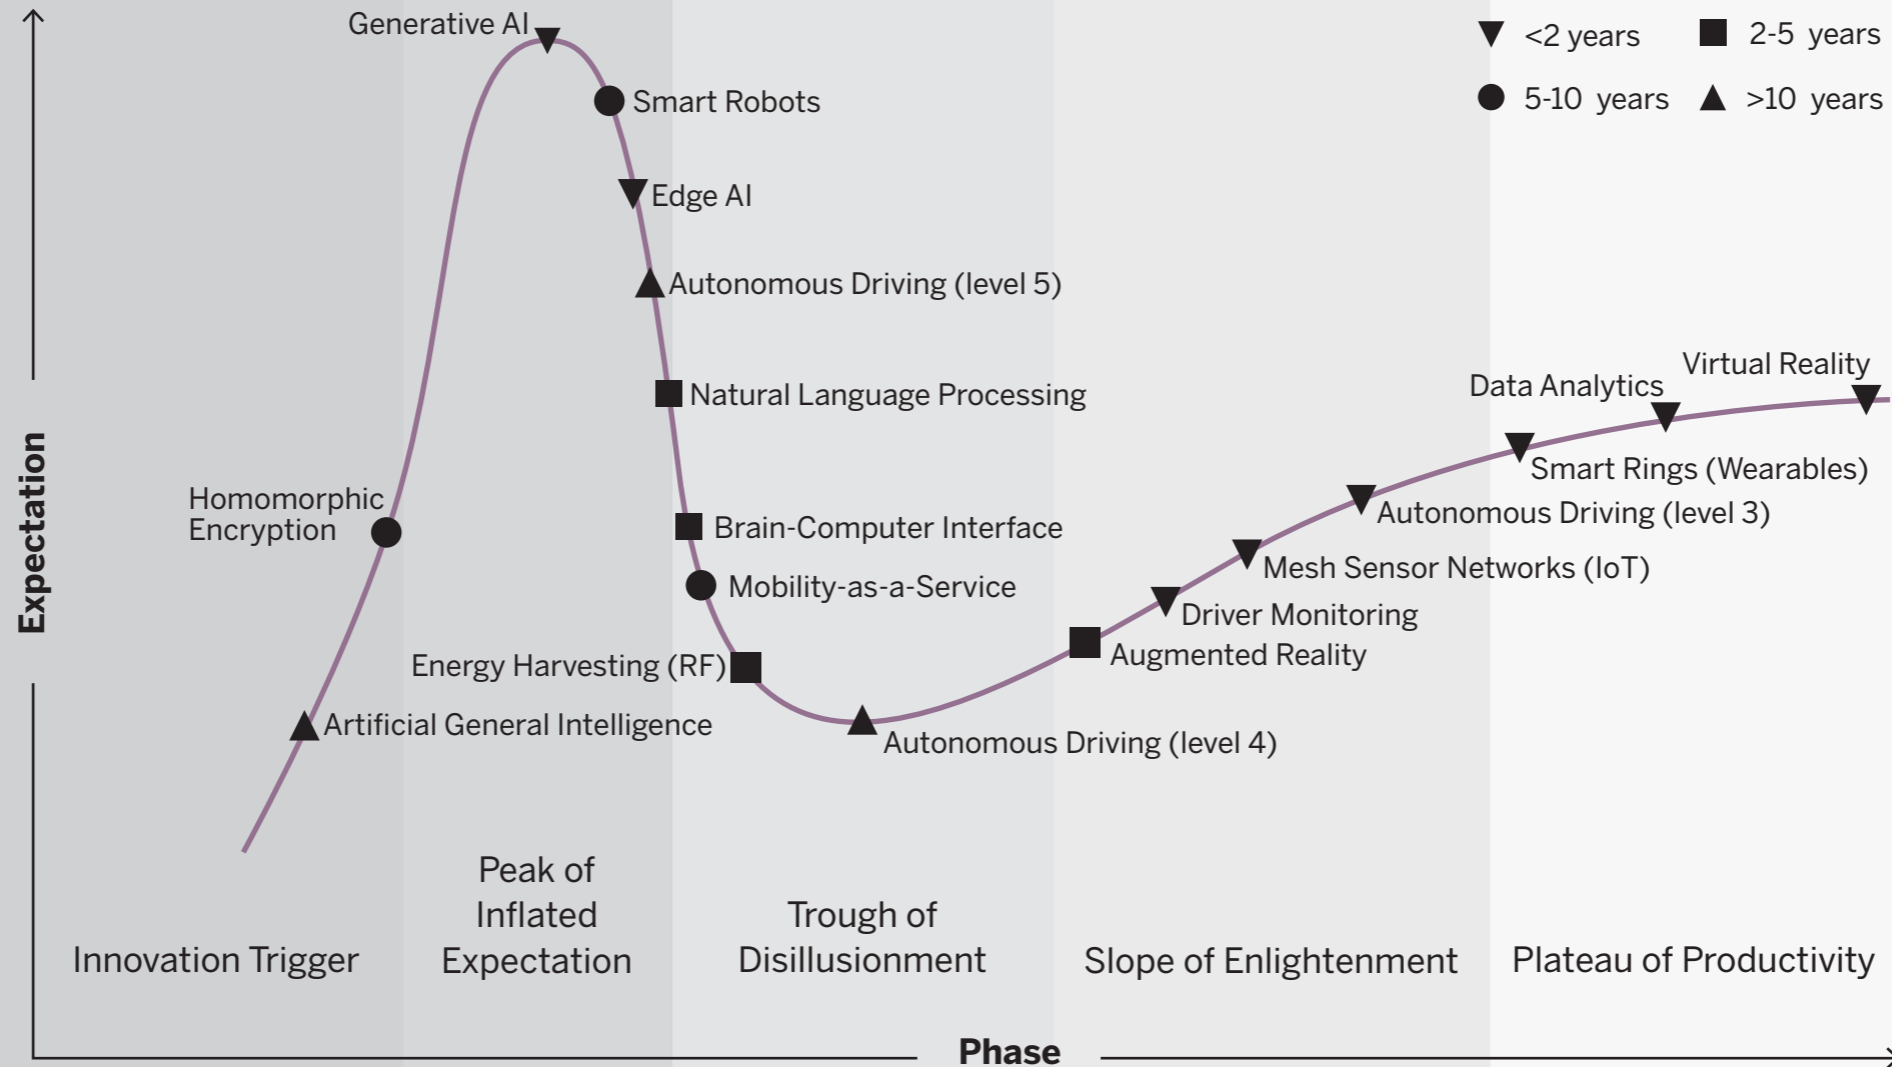 Generative AI
<2 years
2-5 years
5-10 years
>10 years
Smart Robots
Edge AI
Autonomous Driving (level 5)
Natural Language Processing
Virtual Reality
Data Analytics
Smart Rings (Wearables)
Autonomous Driving (level 3)
Homomorphic
Encryption
Brain-Computer Interface
Mesh Sensor Networks (IoT)
Mobility-as-a-Service
Driver Monitoring
Augmented Reality
Energy Harvesting (RF)
Artificial General Intelligence
Autonomous Driving (level 4)
Expectation
Innovation Trigger
Peak of
Inflated
Expectation
Trough of
Disillusionment
Slope of Enlightenment
Plateau of Productivity
Phase